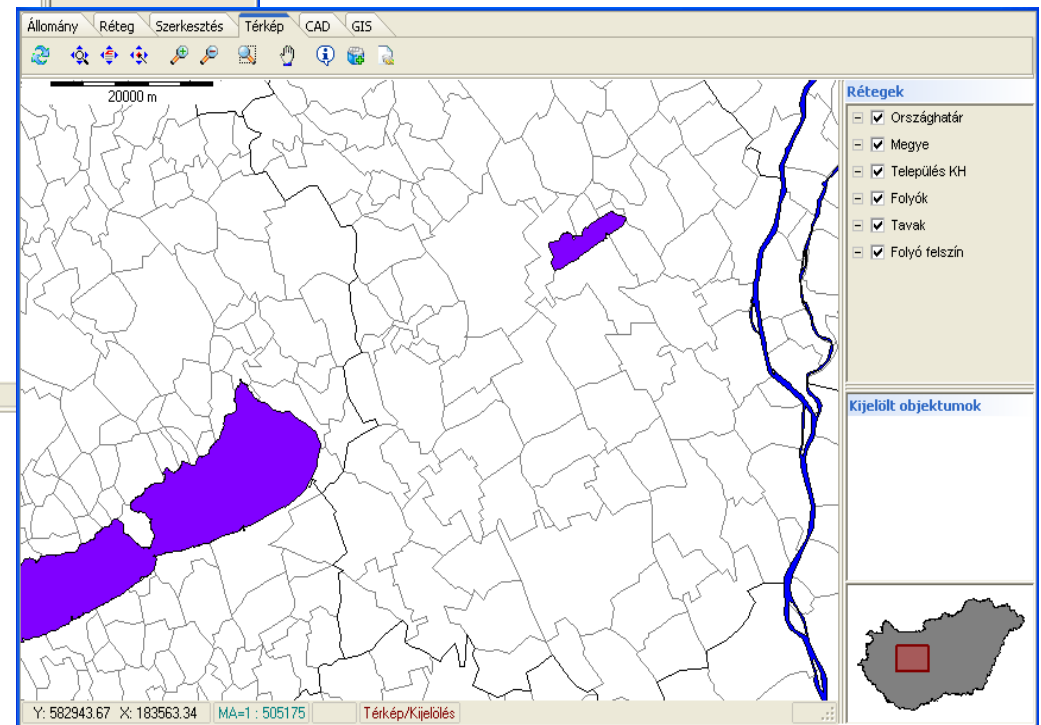 Állomány Réteg Szerkesztés Térkép CAD GIS
20000 m
Rétegek
Országhatár
Megye
Település KH
Folyók
Tavak
Folyó felszín
Kijelölt objektumok
Y: 582943.67 X: 183563.34 MA=1 : 505175 Térkép/Kijelölés